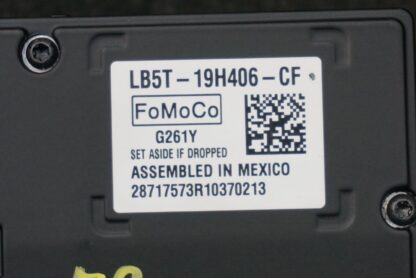 LB5T-19H406-CF
FoMoCo
G261Y
SET ASIDE IF DROPPED
ASSEMBLED IN MEXICO
28717573R10370213